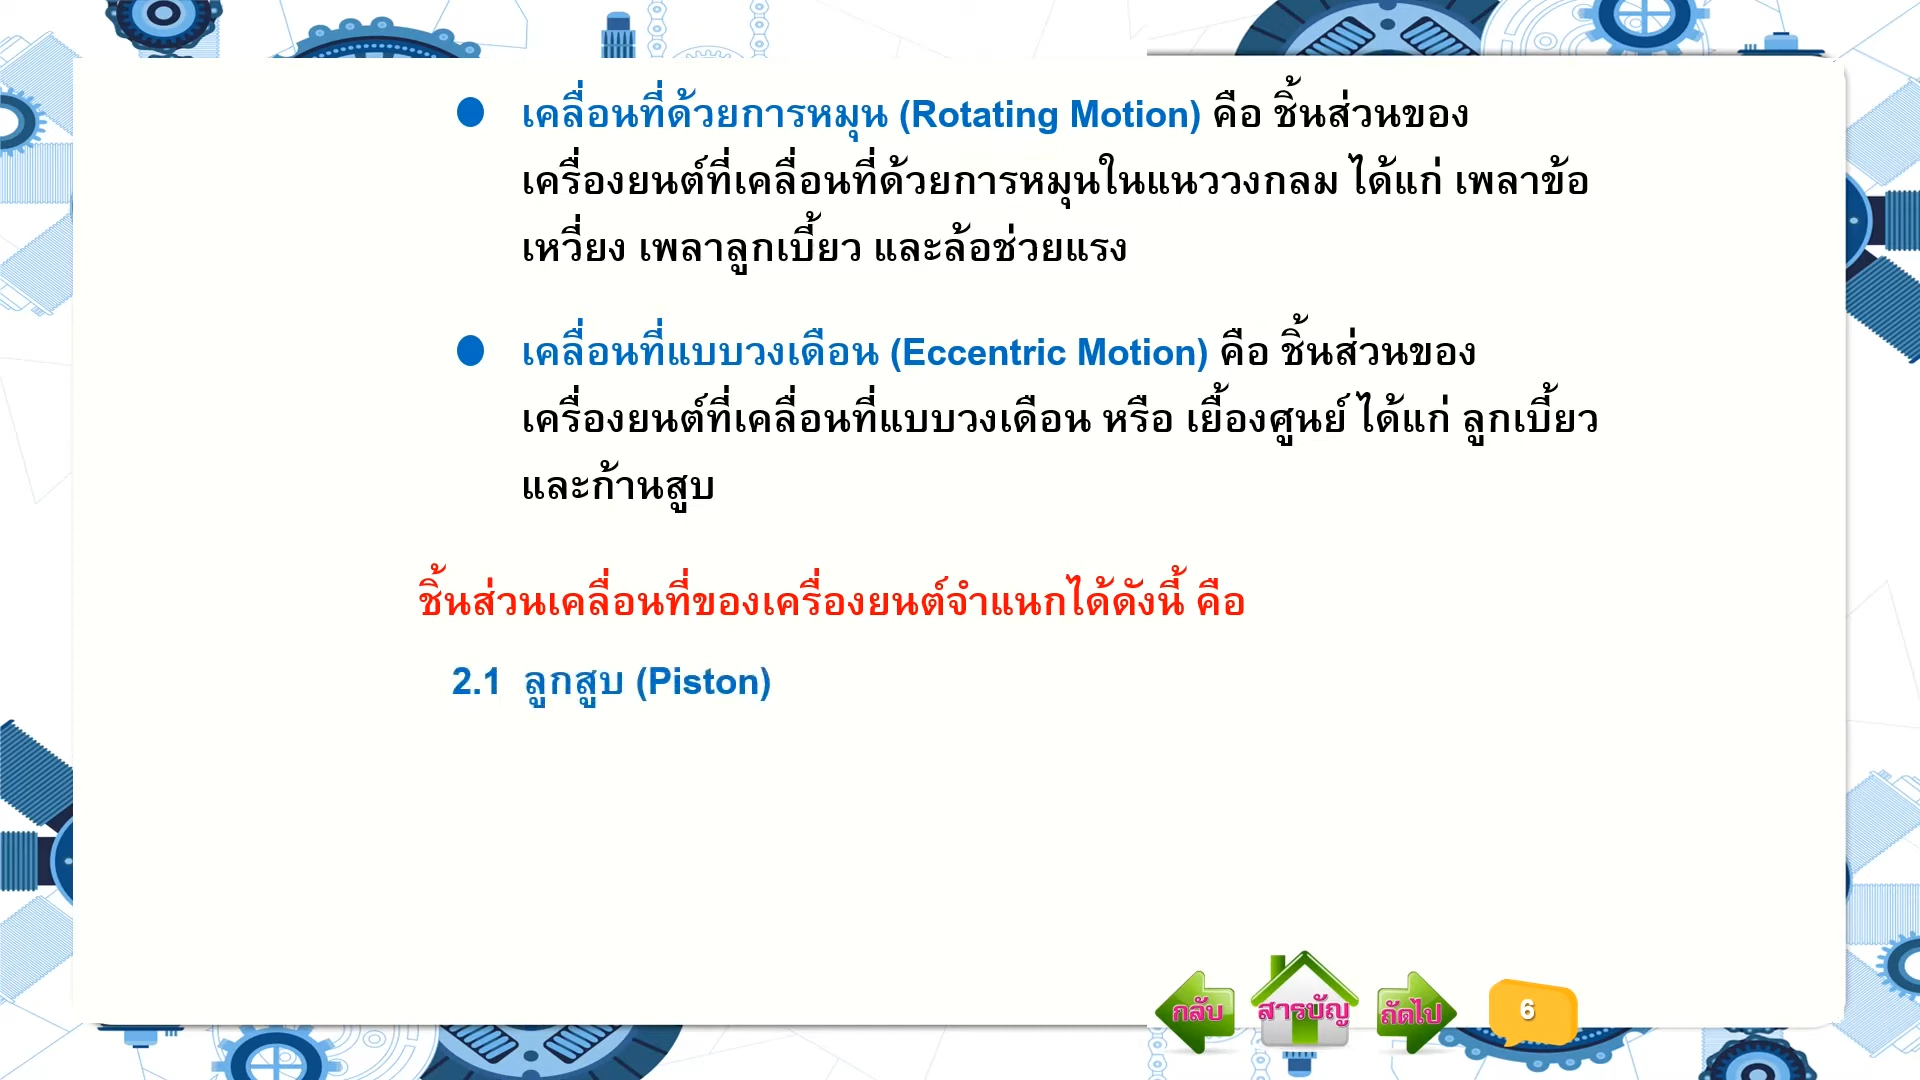 ● เคลื่อนที่ด้วยการหมุน (Rotating Motion) คือ ชิ้นส่วนของ
เครื่องยนต์ที่เคลื่อนที่ด้วยการหมุนในแนววงกลม ได้แก่ เพลาข้อ
เหวี่ยง เพลาลูกเบี้ยว และล้อช่วยแรง
● เคลื่อนที่แบบวงเดือน (Eccentric Motion) คือ ชิ้นส่วนของ
เครื่องยนต์ที่เคลื่อนที่แบบวงเดือน หรือ เยื้องศูนย์ ได้แก่ ลูกเบี้ยว
และก้านสูบ
ชิ้นส่วนเคลื่อนที่ของเครื่องยนต์จำแนกได้ดังนี้ คือ
2.1 ลูกสูบ (Piston)
กลับ สารบัญ ถัดไป 6